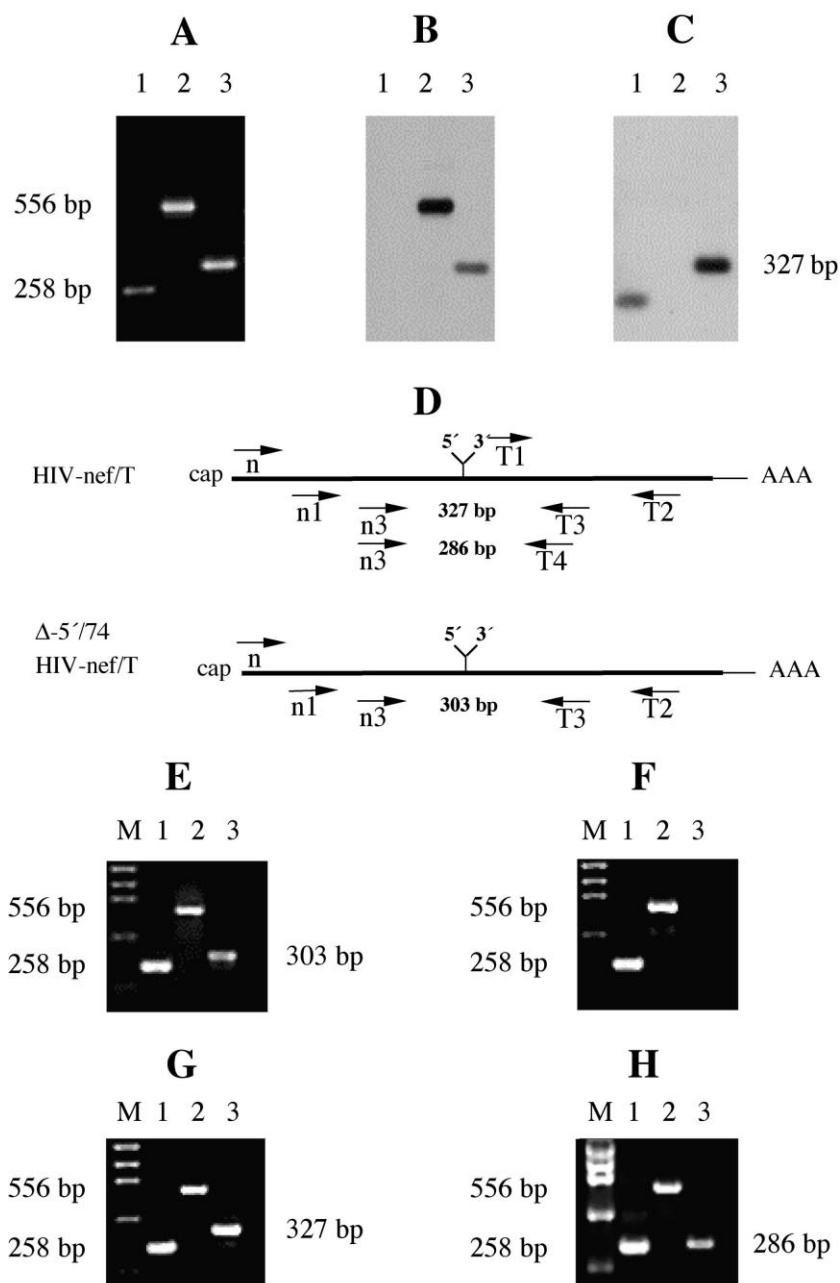 A B C
1 2 3 1 2 3 1 2 3
556 bp
258 bp
327 bp
D
HIV-nef/T cap n 5´ 3´ T1 AAA
n1 n3 327 bp T3 T2
n3 286 bp T4
Δ-5´/74
HIV-nef/T cap n 5´ 3´ AAA
n1 n3 303 bp T3 T2
E F
M 1 2 3 M 1 2 3
556 bp 556 bp
258 bp 303 bp 258 bp
G H
M 1 2 3 M 1 2 3
556 bp 556 bp
258 bp 327 bp 258 bp 286 bp